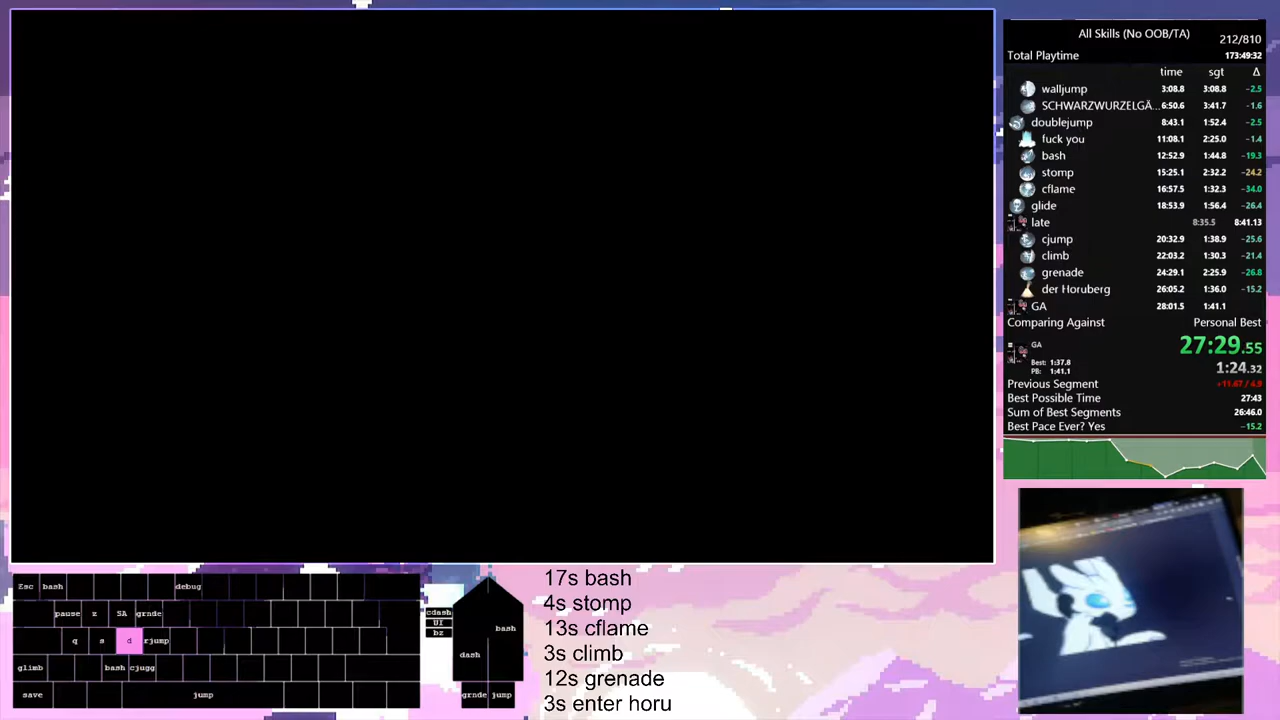 All Skills (No OOB/TA)
212/810
Total Playtime 173:49:32
time sgt Δ
walljump 3:08.8 3:08.8 -2.5
SCHWARZWURZELGÄ... 6:50.6 3:41.7 -1.6
doublejump 8:43.1 1:52.4 -2.5
fuck you 11:08.1 2:25.0 -1.4
bash 12:52.9 1:44.8 -19.3
stomp 15:25.1 2:32.2 -24.2
cflame 16:57.5 1:32.3 -34.0
glide 18:53.9 1:56.4 -26.4
late 8:35.5 8:41.13
cjump 20:32.9 1:38.9 -25.6
climb 22:03.2 1:30.3 -21.4
grenade 24:29.1 2:25.9 -26.8
der Horuberg 26:05.2 1:36.0 -15.2
GA 28:01.5 1:41.1
Comparing Against Personal Best
GA 27:29.55
Best: 1:37.8
PB: 1:41.1
1:24.32
Previous Segment +11.67 / 4.9
Best Possible Time 27:43
Sum of Best Segments 26:46.0
Best Pace Ever? Yes -15.2
Zsc bash debug
pause z SA grnde
q s d rjump
glimb bash cjugg
save jump
cdash
UI
bz
bash
dash
grnde jump
17s bash
4s stomp
13s cflame
3s climb
12s grenade
3s enter horu